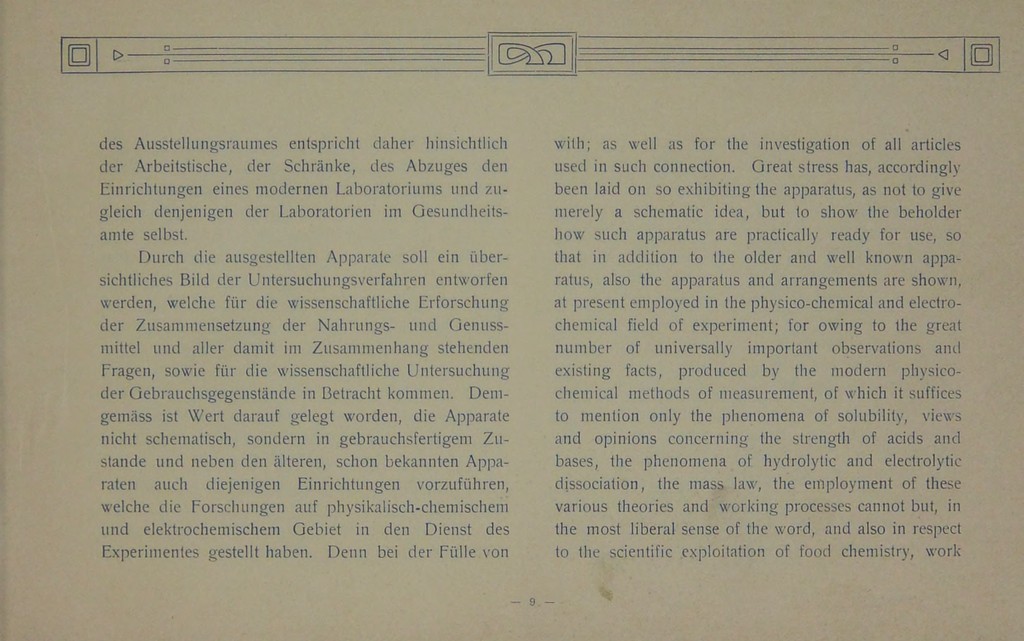 des Ausstellungsraumes entspricht daher hinsichtlich
der Arbeitstische, der Schränke, des Abzuges den
Einrichtungen eines modernen Laboratoriums und zu-
gleich denjenigen der Laboratorien im Gesundheits-
amte selbst.
Durch die ausgestellten Apparate soll ein über-
sichtliches Bild der Untersuchungsverfahren entworfen
werden, welche für die wissenschaftliche Erforschung
der Zusammensetzung der Nahrungs- und Genuss-
mittel und aller damit im Zusammenhang stehenden
Fragen, sowie für die wissenschaftliche Untersuchung
der Gebrauchsgegenstände in Betracht kommen. Dem-
gemäss ist Wert darauf gelegt worden, die Apparate
nicht schematisch, sondern in gebrauchsfertigem Zu-
stande und neben den älteren, schon bekannten Appa-
raten auch diejenigen Einrichtungen vorzuführen,
welche die Forschungen auf physikalisch-chemischem
und elektrochemischem Gebiet in den Dienst des
Experimentes gestellt haben. Denn bei der Fülle von
with; as well as for the investigation of all articles
used in such connection. Great stress has, accordingly
been laid on so exhibiting the apparatus, as not to give
merely a schematic idea, but to show the beholder
how such apparatus are practically ready for use, so
that in addition to the older and well known appa-
ratus, also the apparatus and arrangements are shown,
at present employed in the physico-chemical and electro-
chemical field of experiment; for owing to the great
number of universally important observations and
existing facts, produced by the modern physico-
chemical methods of measurement, of which it suffices
to mention only the phenomena of solubility, views
and opinions concerning the strength of acids and
bases, the phenomena of hydrolytic and electrolytic
dissociation, the mass law, the employment of these
various theories and working processes cannot but, in
the most liberal sense of the word, and also in respect
to the scientific exploitation of food chemistry, work
— 9 —